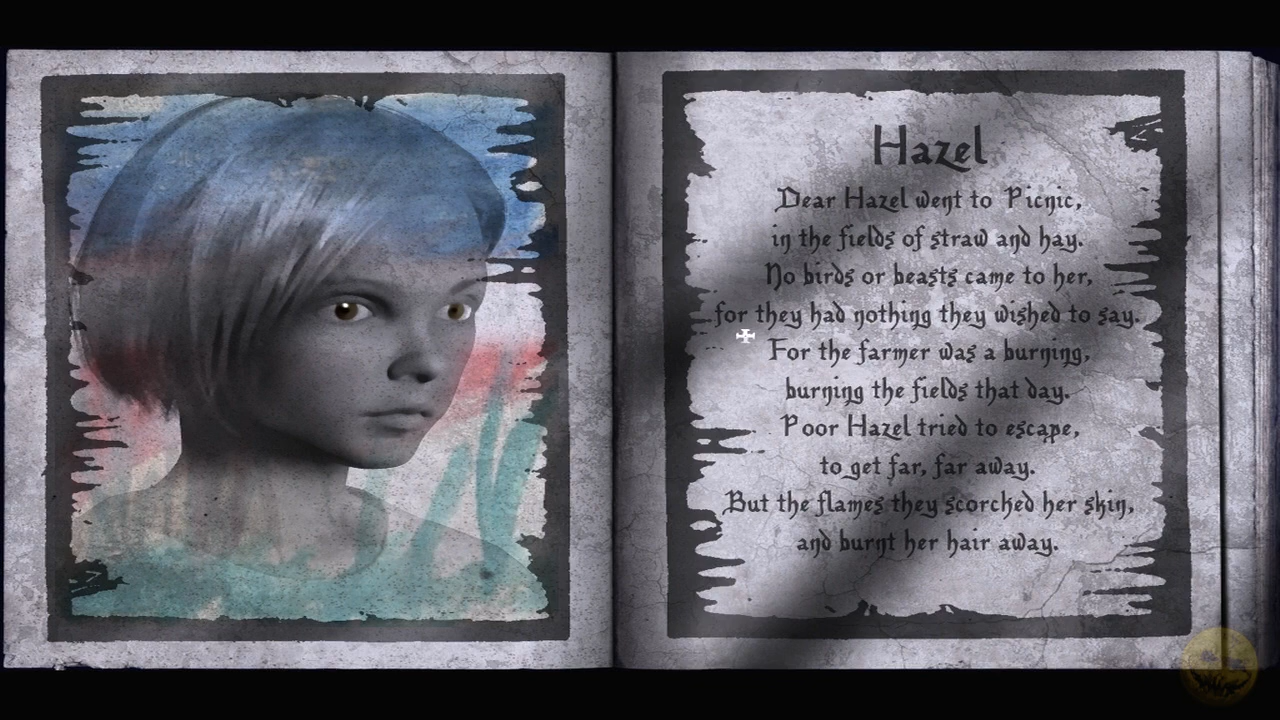 Hazel
Dear Hazel went to Picnic,
in the fields of straw and hay.
No birds or beasts came to her,
for they had nothing they wished to say.
For the farmer was a burning,
burning the fields that day.
Poor Hazel tried to escape,
to get far, far away.
But the flames they scorched her skin,
and burnt her hair away.